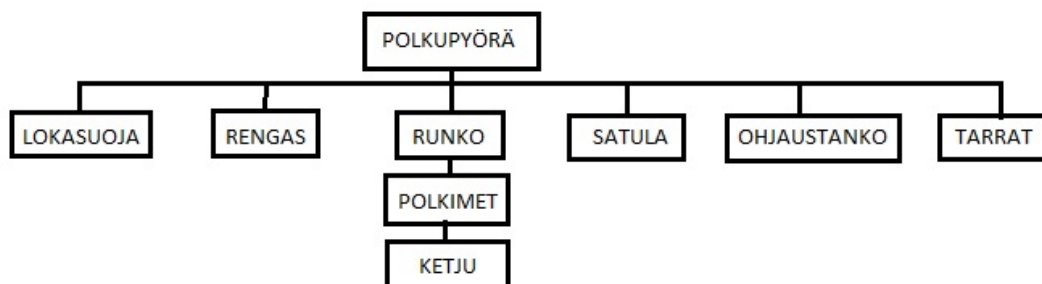 POLKUPYÖRÄ
LOKASUOJA
RENGAS
RUNKO
SATULA
OHJAUSTANKO
TARRAT
POLKIMET
KETJU